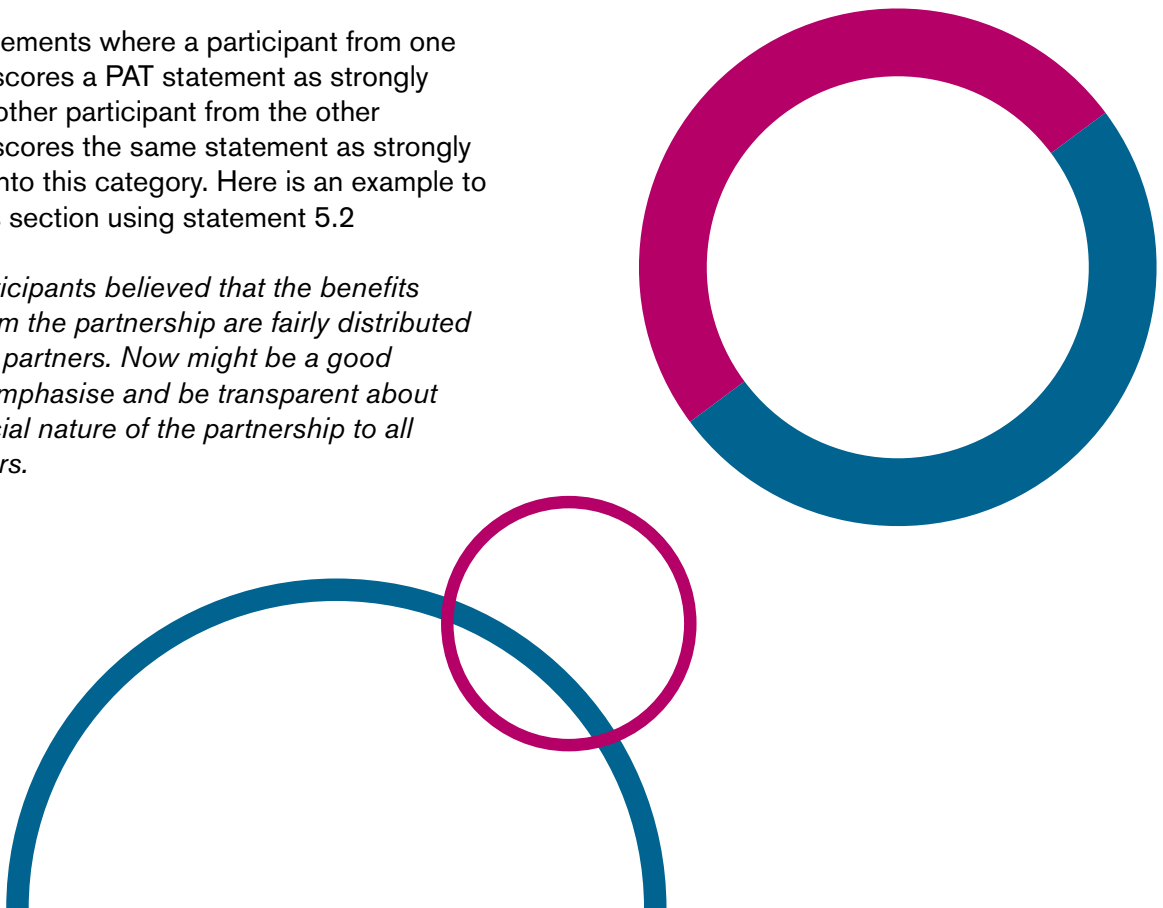 ements where a participant from one
scores a PAT statement as strongly
other participant from the other
scores the same statement as strongly
nto this category. Here is an example to
section using statement 5.2
icipants believed that the benefits
m the partnership are fairly distributed
partners. Now might be a good
mphasise and be transparent about
cial nature of the partnership to all
rs.